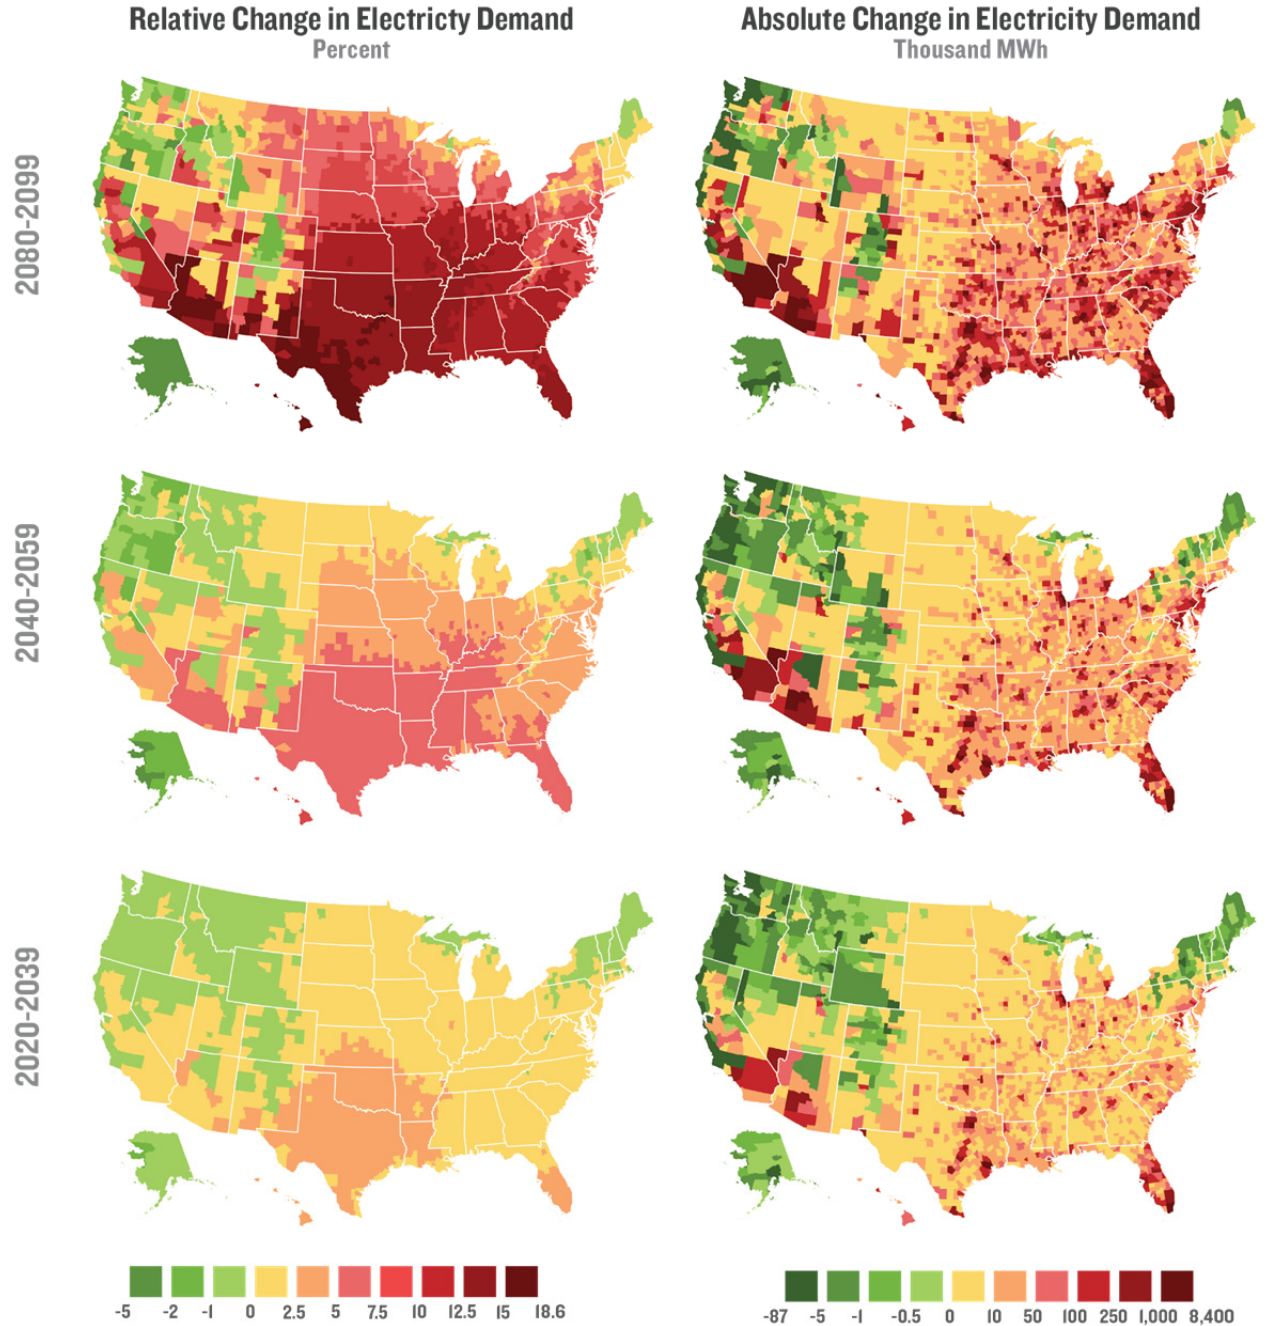 Relative Change in Electricty Demand
Percent
Absolute Change in Electricity Demand
Thousand MWh
2080-2099
2040-2059
2020-2039
-5 -2 -1 0 2.5 5 7.5 10 12.5 15 18.6
-87 -5 -1 -0.5 0 10 50 100 250 1,000 8,400